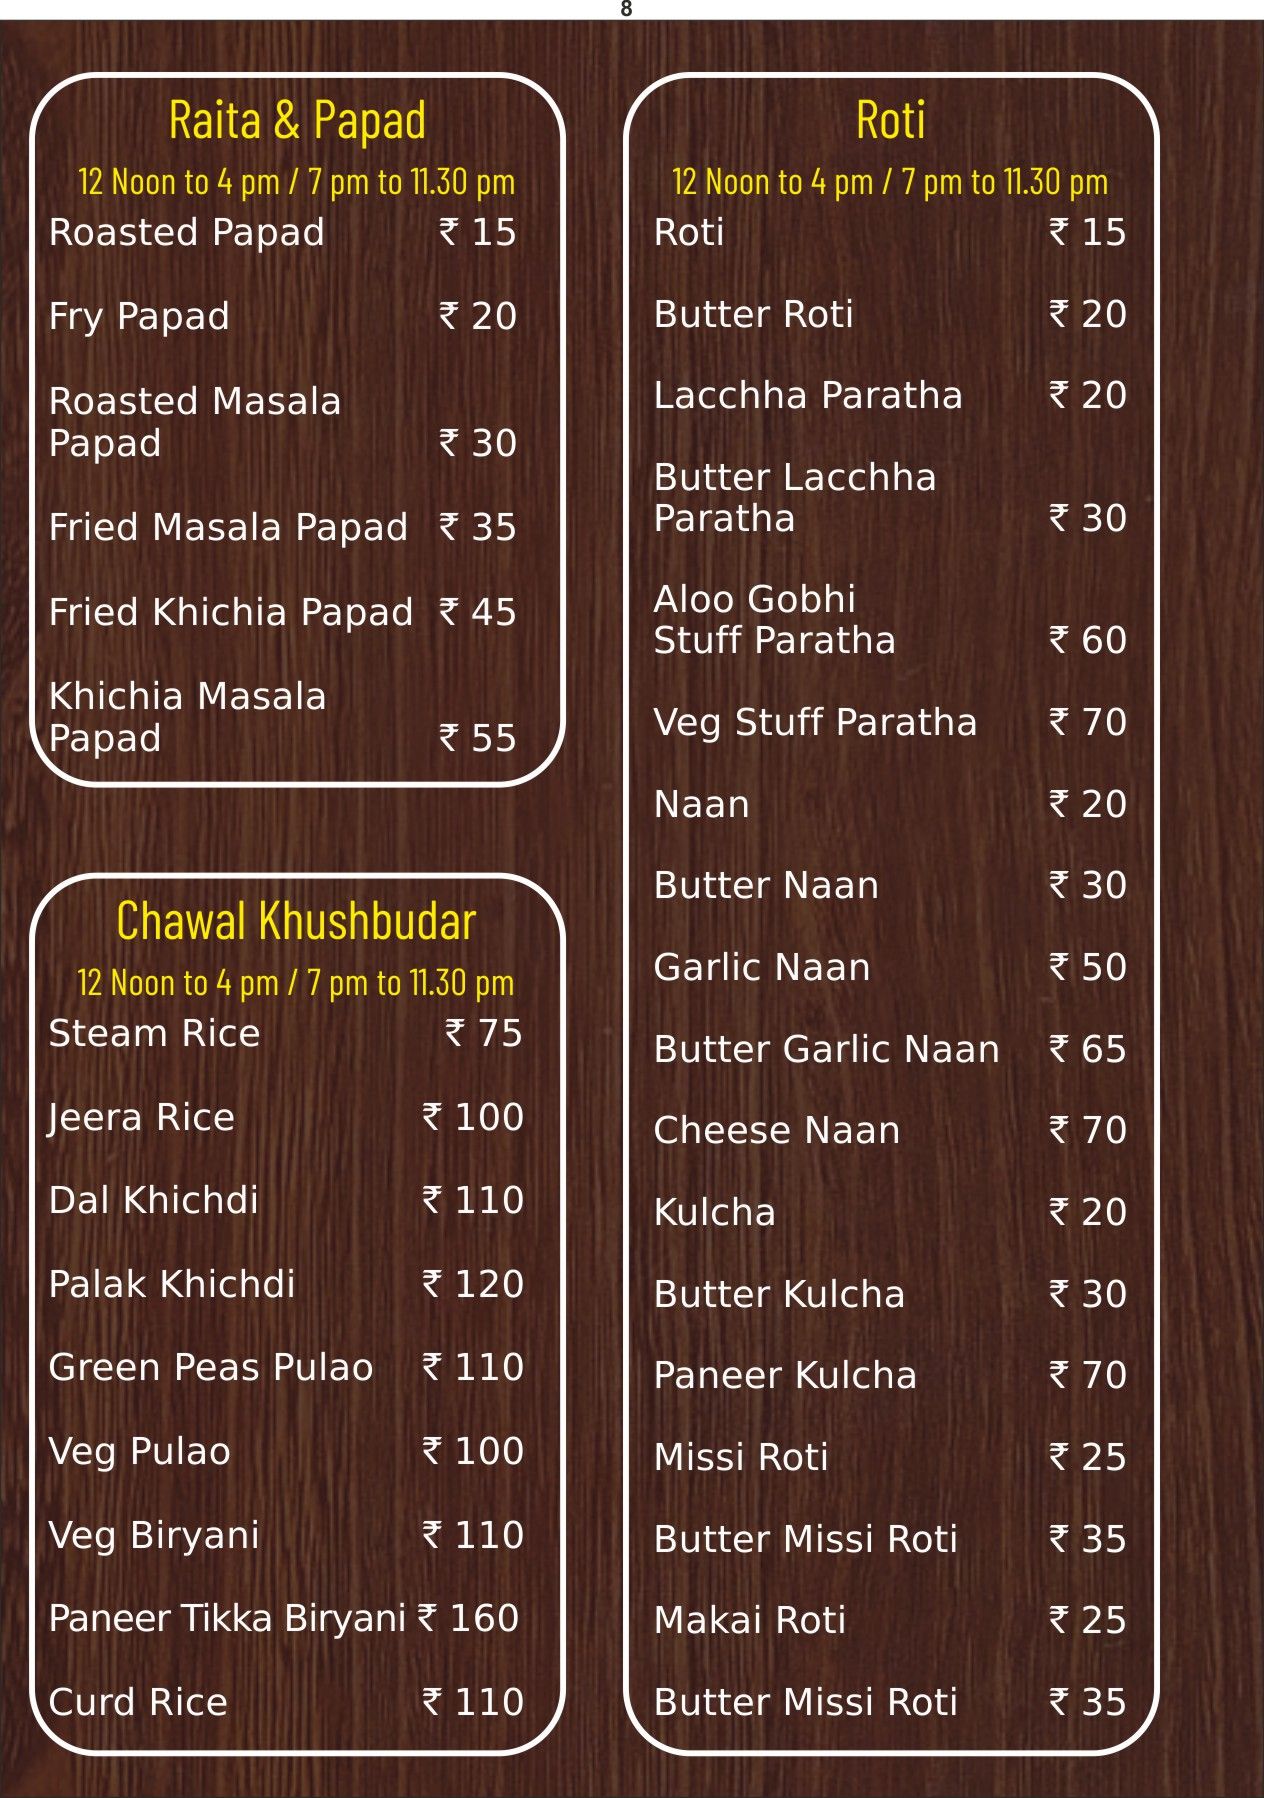 8
Raita & Papad
12 Noon to 4 pm / 7 pm to 11.30 pm
Roasted Papad ₹ 15
Fry Papad ₹ 20
Roasted Masala
Papad ₹ 30
Fried Masala Papad ₹ 35
Fried Khichia Papad ₹ 45
Khichia Masala
Papad ₹ 55
Chawal Khushbudar
12 Noon to 4 pm / 7 pm to 11.30 pm
Steam Rice ₹ 75
Jeera Rice ₹ 100
Dal Khichdi ₹ 110
Palak Khichdi ₹ 120
Green Peas Pulao ₹ 110
Veg Pulao ₹ 100
Veg Biryani ₹ 110
Paneer Tikka Biryani ₹ 160
Curd Rice ₹ 110
Roti
12 Noon to 4 pm / 7 pm to 11.30 pm
Roti ₹ 15
Butter Roti ₹ 20
Lacchha Paratha ₹ 20
Butter Lacchha
Paratha ₹ 30
Aloo Gobhi
Stuff Paratha ₹ 60
Veg Stuff Paratha ₹ 70
Naan ₹ 20
Butter Naan ₹ 30
Garlic Naan ₹ 50
Butter Garlic Naan ₹ 65
Cheese Naan ₹ 70
Kulcha ₹ 20
Butter Kulcha ₹ 30
Paneer Kulcha ₹ 70
Missi Roti ₹ 25
Butter Missi Roti ₹ 35
Makai Roti ₹ 25
Butter Missi Roti ₹ 35